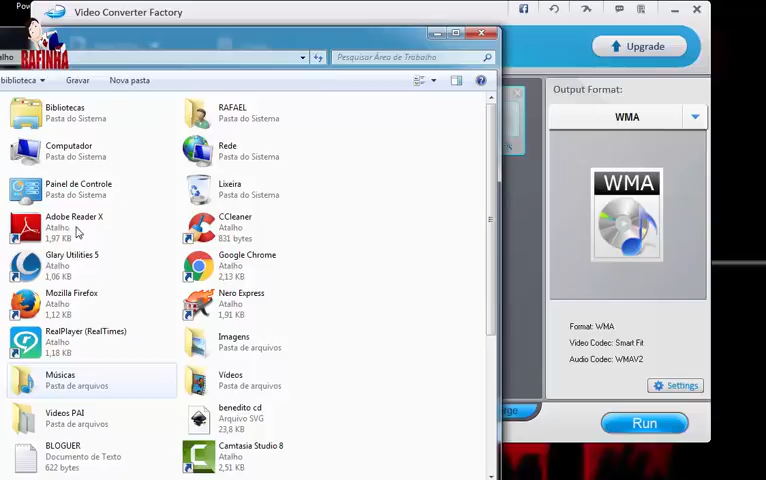 Video Converter Factory
RAFINHA
Pesquisar Área de Trabalho
biblioteca
Gravar
Nova pasta
Bibliotecas
Pasta do Sistema
RAFAEL
Pasta do Sistema
Computador
Pasta do Sistema
Rede
Pasta do Sistema
Painel de Controle
Pasta do Sistema
Lixeira
Pasta do Sistema
Adobe Reader X
Atalho
1,97 KB
CCleaner
Atalho
831 bytes
Glary Utilities 5
Atalho
1,06 KB
Google Chrome
Atalho
2,13 KB
Mozilla Firefox
Atalho
1,12 KB
Nero Express
Atalho
1,91 KB
RealPlayer (RealTimes)
Atalho
1,18 KB
Imagens
Pasta de arquivos
Músicas
Pasta de arquivos
Vídeos
Pasta de arquivos
Videos PAI
Pasta de arquivos
benedito cd
Arquivo SVG
23,8 KB
BLOGUER
Documento de Texto
622 bytes
Camtasia Studio 8
Atalho
2,51 KB
Upgrade
Output Format:
WMA
WMA
Format: WMA
Video Codec: Smart Fit
Audio Codec: WMAV2
Settings
Run